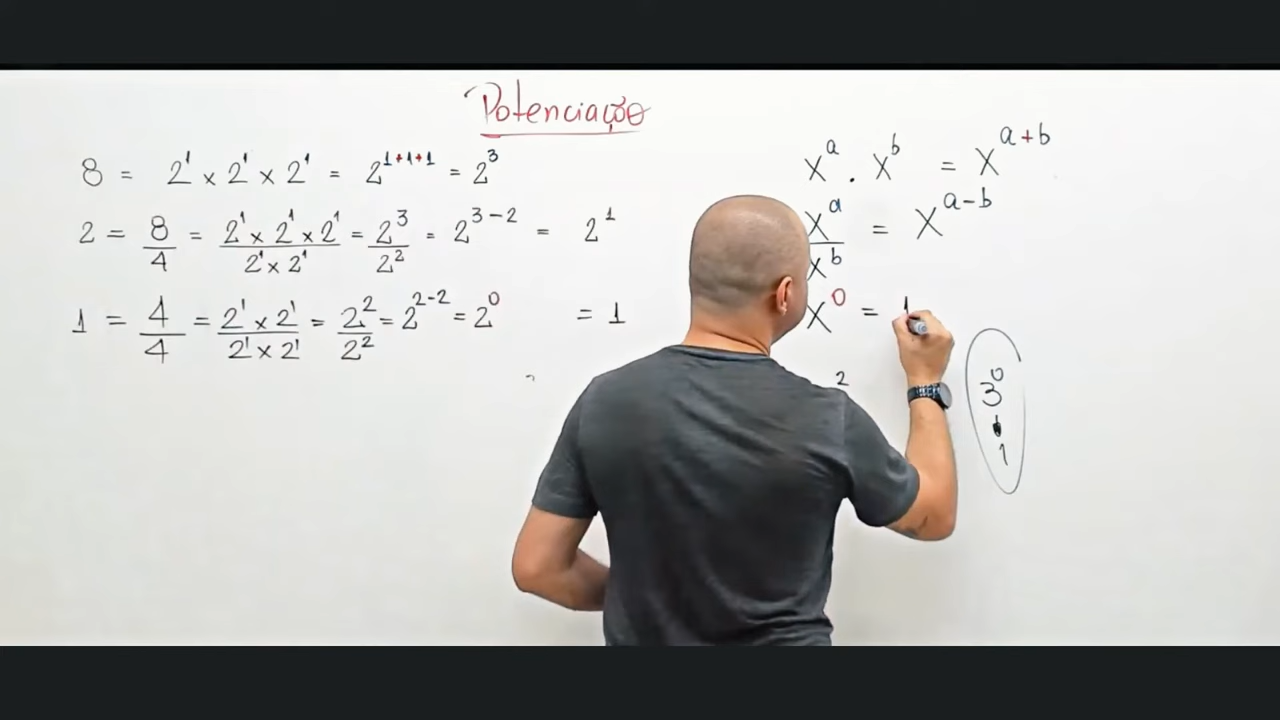 Potenciação
8 = 2¹ x 2¹ x 2¹ = 2¹⁺¹⁺¹ = 2³
2 = 8/4 = (2¹ x 2¹ x 2¹)/(2¹ x 2¹) = 2³/2² = 2³⁻² = 2¹
1 = 4/4 = (2¹ x 2¹)/(2¹ x 2¹) = 2²/2² = 2²⁻² = 2⁰ = 1
xᵃ . xᵇ = xᵃ⁺ᵇ
xᵃ/xᵇ = xᵃ⁻ᵇ
x⁰ = 1
2
3⁰
1